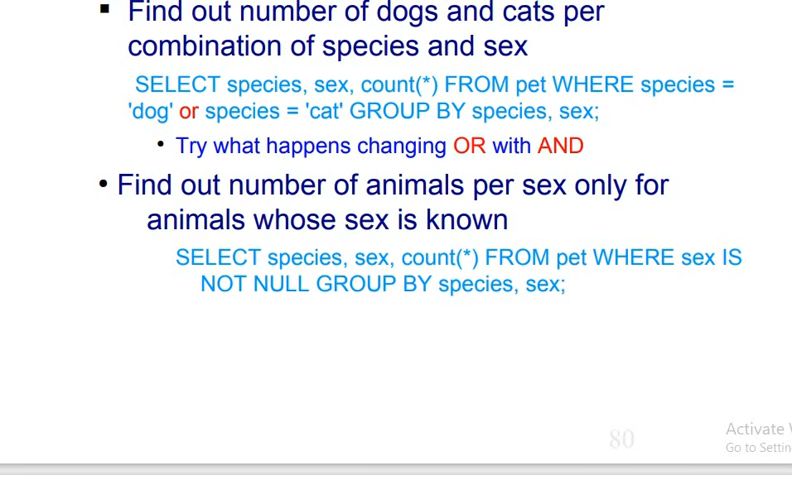 ▪ Find out number of dogs and cats per
combination of species and sex
SELECT species, sex, count(*) FROM pet WHERE species =
'dog' or species = 'cat' GROUP BY species, sex;
• Try what happens changing OR with AND
• Find out number of animals per sex only for
animals whose sex is known
SELECT species, sex, count(*) FROM pet WHERE sex IS
NOT NULL GROUP BY species, sex;
80
Activate
Go to Settin